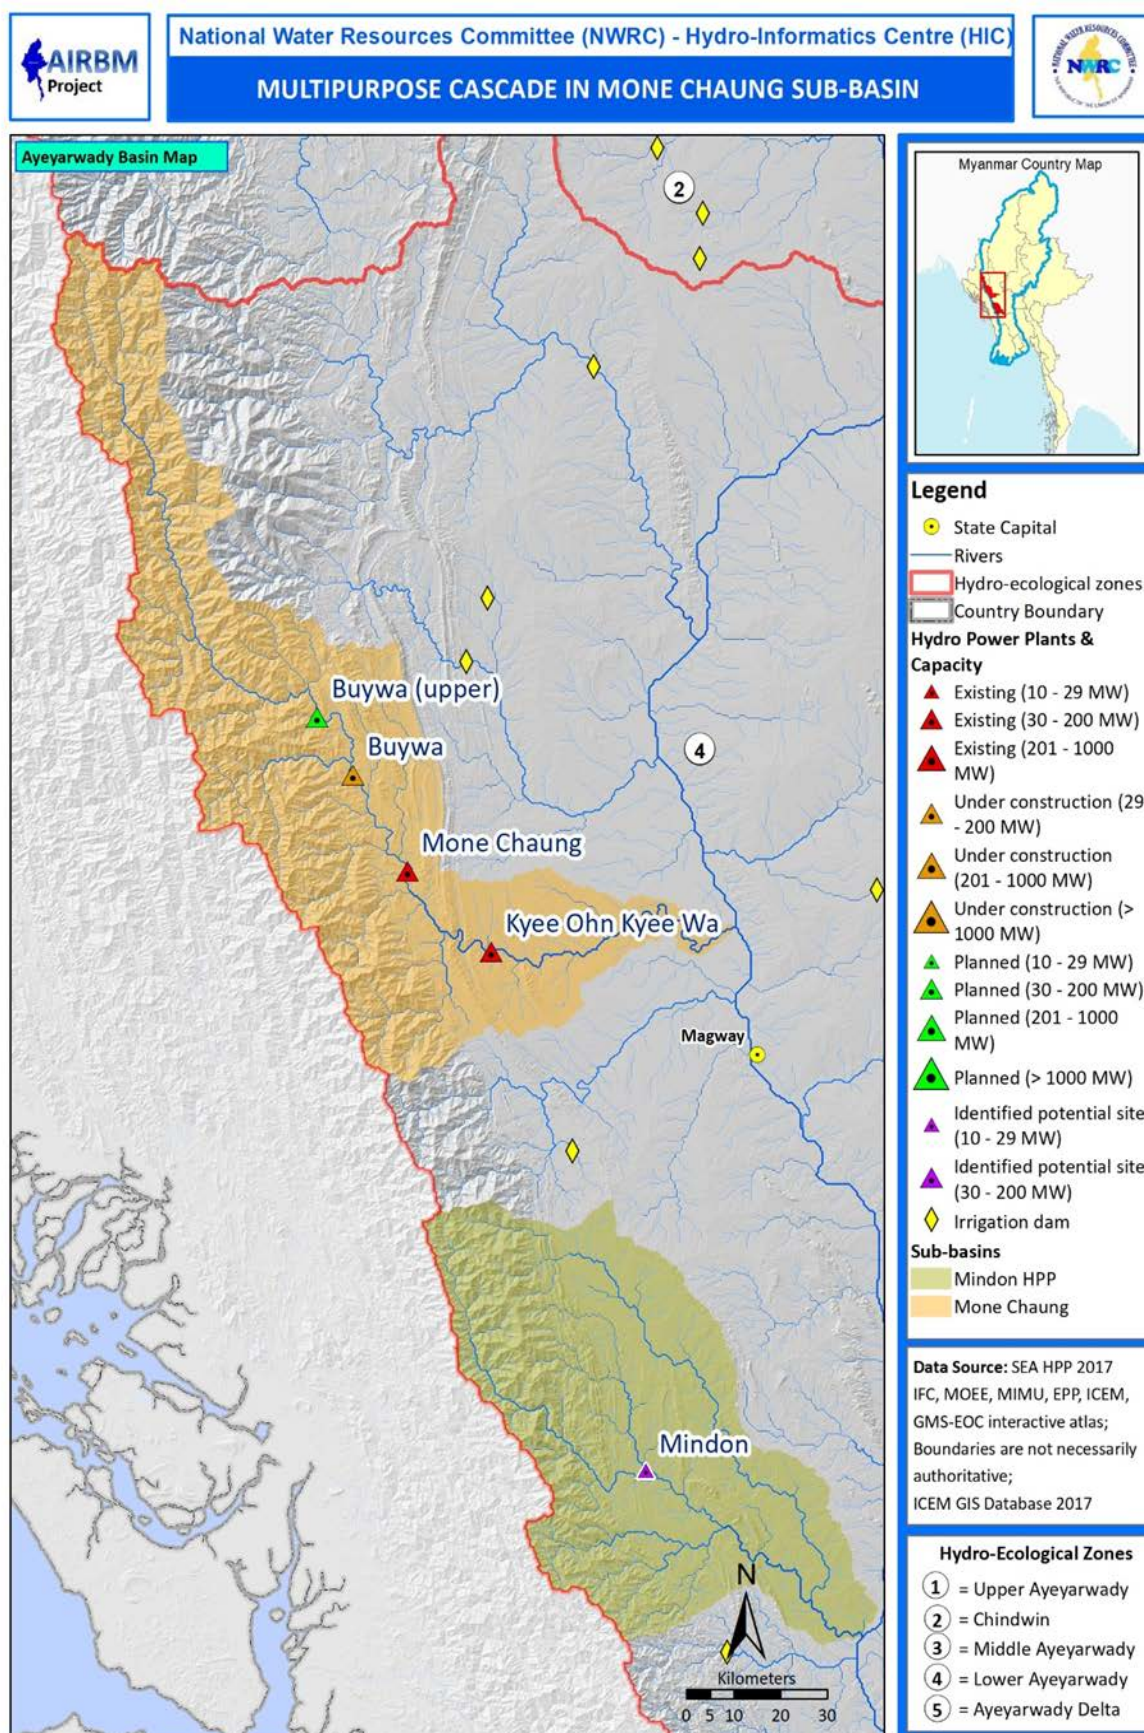 AIRBM
Project
National Water Resources Committee (NWRC) - Hydro-Informatics Centre (HIC)
MULTIPURPOSE CASCADE IN MONE CHAUNG SUB-BASIN
NWRC
Ayeyarwady Basin Map
2
Buywa (upper)
Buywa
4
Mone Chaung
Kyee Ohn Kyee Wa
Magway
Mindon
N
Kilometers
0 5 10 20 30
Myanmar Country Map
Legend
State Capital
Rivers
Hydro-ecological zones
Country Boundary
Hydro Power Plants &
Capacity
Existing (10 - 29 MW)
Existing (30 - 200 MW)
Existing (201 - 1000
MW)
Under construction (29
- 200 MW)
Under construction
(201 - 1000 MW)
Under construction (>
1000 MW)
Planned (10 - 29 MW)
Planned (30 - 200 MW)
Planned (201 - 1000
MW)
Planned (> 1000 MW)
Identified potential site
(10 - 29 MW)
Identified potential site
(30 - 200 MW)
Irrigation dam
Sub-basins
Mindon HPP
Mone Chaung
Data Source: SEA HPP 2017
IFC, MOEE, MIMU, EPP, ICEM,
GMS-EOC interactive atlas;
Boundaries are not necessarily
authoritative;
ICEM GIS Database 2017
Hydro-Ecological Zones
1 = Upper Ayeyarwady
2 = Chindwin
3 = Middle Ayeyarwady
4 = Lower Ayeyarwady
5 = Ayeyarwady Delta